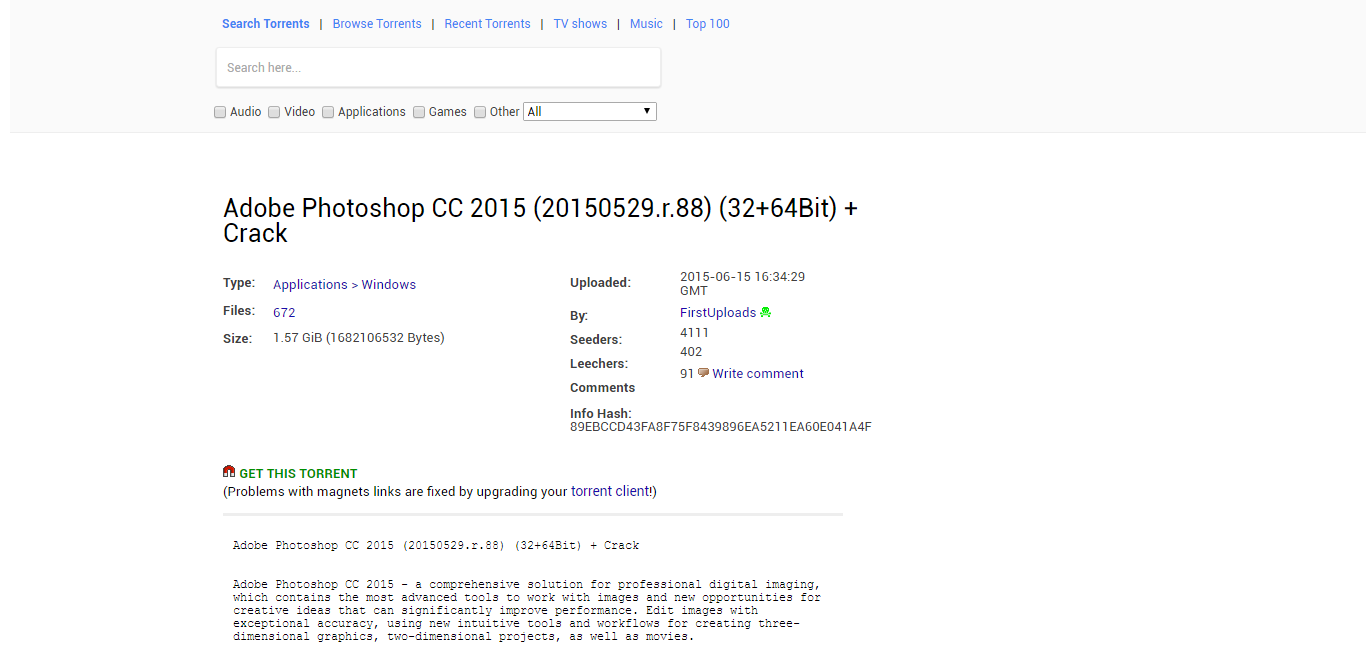 Search Torrents | Browse Torrents | Recent Torrents | TV shows | Music | Top 100
Search here...
Audio Video Applications Games Other All
Adobe Photoshop CC 2015 (20150529.r.88) (32+64Bit) +
Crack
Type: Applications > Windows
Files: 672
Size: 1.57 GiB (1682106532 Bytes)
Uploaded: 2015-06-15 16:34:29
GMT
By: FirstUploads
Seeders: 4111
Leechers: 402
Comments 91 Write comment
Info Hash:
89EBCCD43FA8F75F8439896EA5211EA60E041A4F
GET THIS TORRENT
(Problems with magnets links are fixed by upgrading your torrent client!)
Adobe Photoshop CC 2015 (20150529.r.88) (32+64Bit) + Crack
Adobe Photoshop CC 2015 - a comprehensive solution for professional digital imaging,
which contains the most advanced tools to work with images and new opportunities for
creative ideas that can significantly improve performance. Edit images with
exceptional accuracy, using new intuitive tools and workflows for creating three-
dimensional graphics, two-dimensional projects, as well as movies.